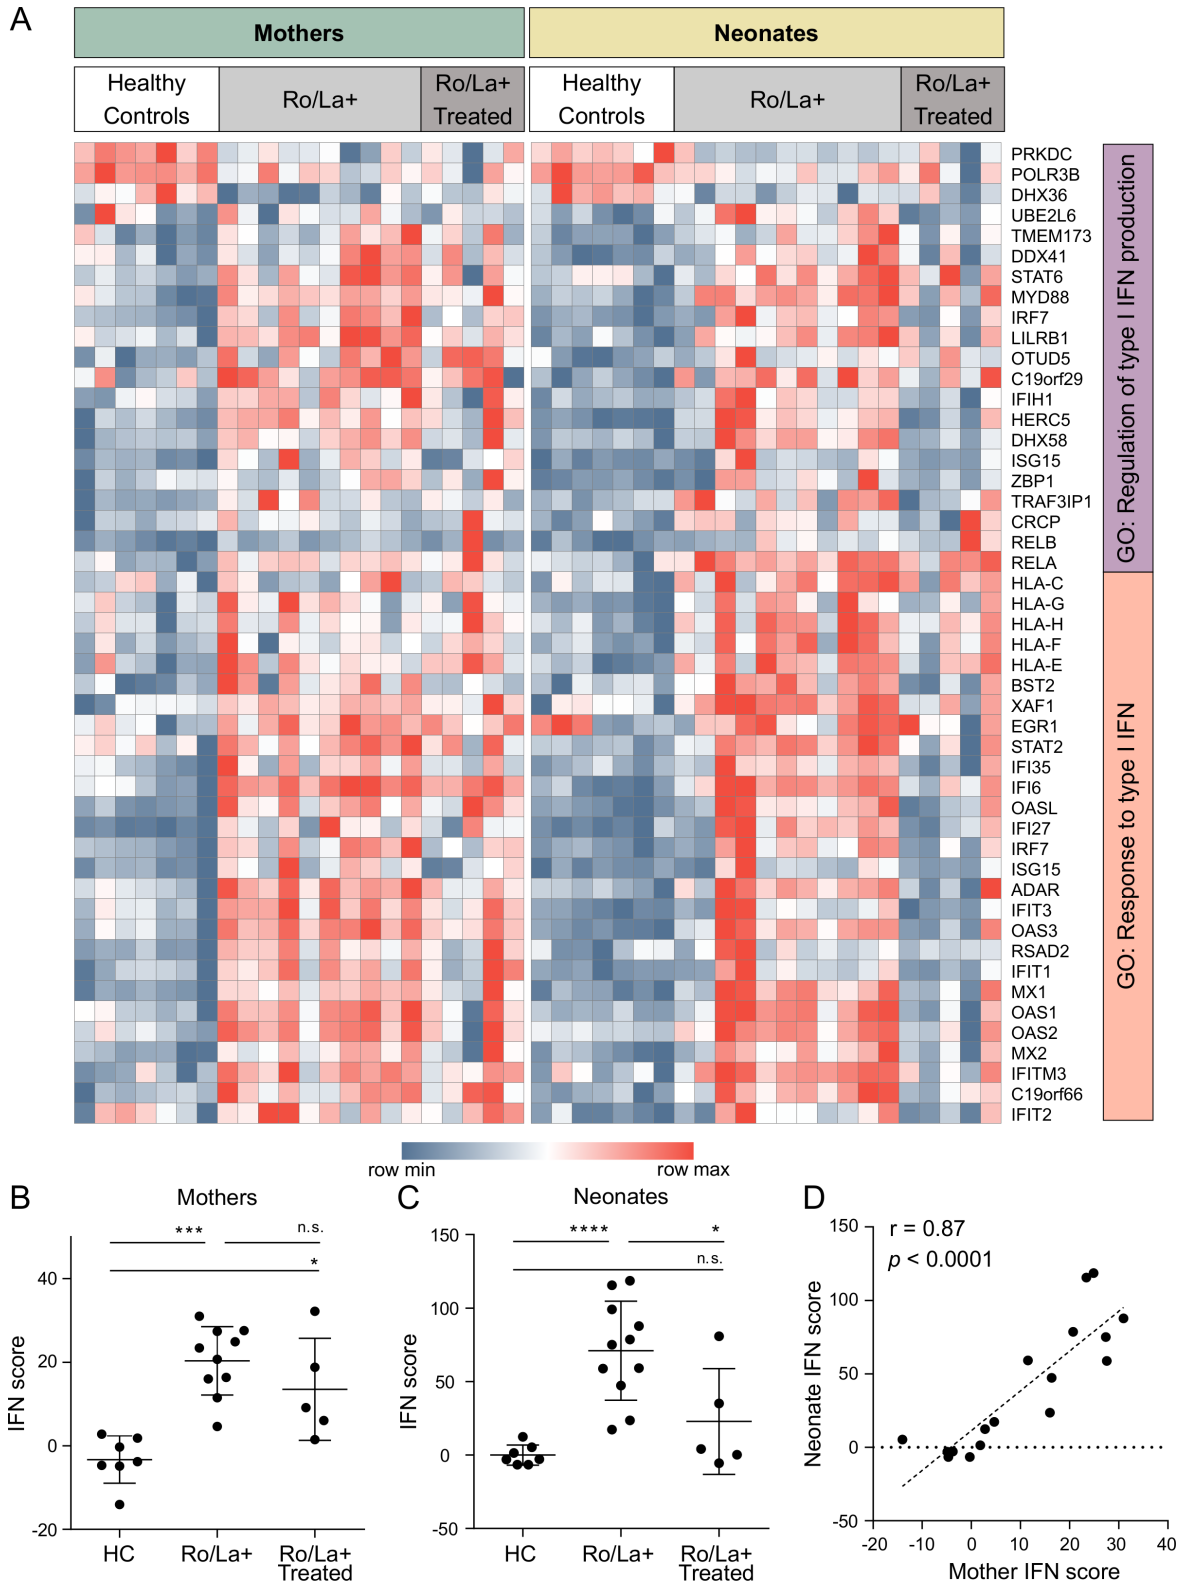 A
Mothers
Neonates
Healthy
Controls
Ro/La+
Ro/La+
Treated
Healthy
Controls
Ro/La+
Ro/La+
Treated
PRKDC
POLR3B
DHX36
UBE2L6
TMEM173
DDX41
STAT6
MYD88
IRF7
LILRB1
OTUD5
C19orf29
IFIH1
HERC5
DHX58
ISG15
ZBP1
TRAF3IP1
CRCP
RELB
RELA
HLA-C
HLA-G
HLA-H
HLA-F
HLA-E
BST2
XAF1
EGR1
STAT2
IFI35
IFI6
OASL
IFI27
IRF7
ISG15
ADAR
IFIT3
OAS3
RSAD2
IFIT1
MX1
OAS1
OAS2
MX2
IFITM3
C19orf66
IFIT2
GO: Regulation of type I IFN production
GO: Response to type I IFN
row min
row max
B
Mothers
***
n.s.
*
IFN score
40
20
0
-20
HC
Ro/La+
Ro/La+
Treated
C
Neonates
****
*
n.s.
IFN score
150
100
50
0
-50
HC
Ro/La+
Ro/La+
Treated
D
r = 0.87
p < 0.0001
Neonate IFN score
150
100
50
0
-50
-20
-10
0
10
20
30
40
Mother IFN score